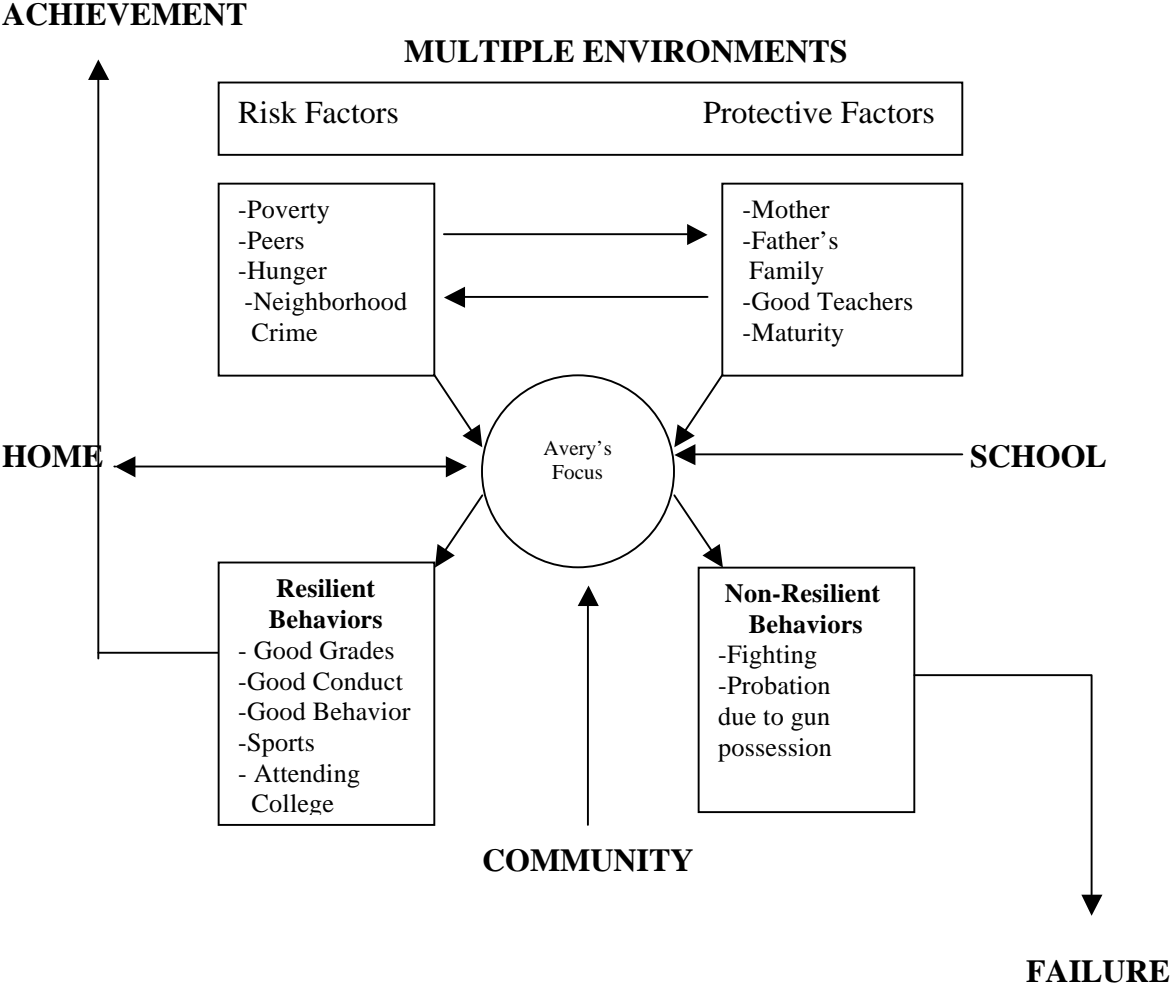 ACHIEVEMENT
MULTIPLE ENVIRONMENTS
Risk Factors Protective Factors
-Poverty
-Peers
-Hunger
-Neighborhood
Crime
-Mother
-Father’s
Family
-Good Teachers
-Maturity
Avery’s
Focus
HOME
SCHOOL
Resilient
Behaviors
- Good Grades
-Good Conduct
-Good Behavior
-Sports
- Attending
College
Non-Resilient
Behaviors
-Fighting
-Probation
due to gun
possession
COMMUNITY
FAILURE